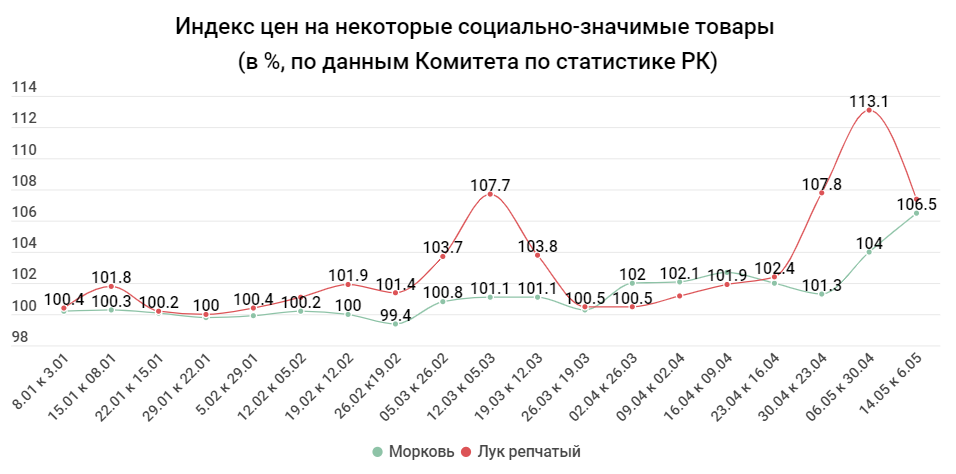 Индекс цен на некоторые социально-значимые товары
(в %, по данным Комитета по статистике РК)
114
112
110
108
106
104
102
100
98
100.4
101.8
100.3
100.2
100
100.4
100.2
101.9
100
101.4
99.4
103.7
100.8
107.7
101.1
103.8
101.1
100.5
102
100.5
102.1
101.9
102.4
107.8
101.3
113.1
104
106.5
8.01 к 3.01
15.01 к 08.01
22.01 к 15.01
29.01 к 22.01
5.02 к 29.01
12.02 к 05.02
19.02 к 12.02
26.02 к19.02
05.03 к 26.02
12.03 к 05.03
19.03 к 12.03
26.03 к 19.03
02.04 к 26.03
09.04 к 02.04
16.04 к 09.04
23.04 к 16.04
30.04 к 23.04
06.05 к 30.04
14.05 к 6.05
Морковь
Лук репчатый